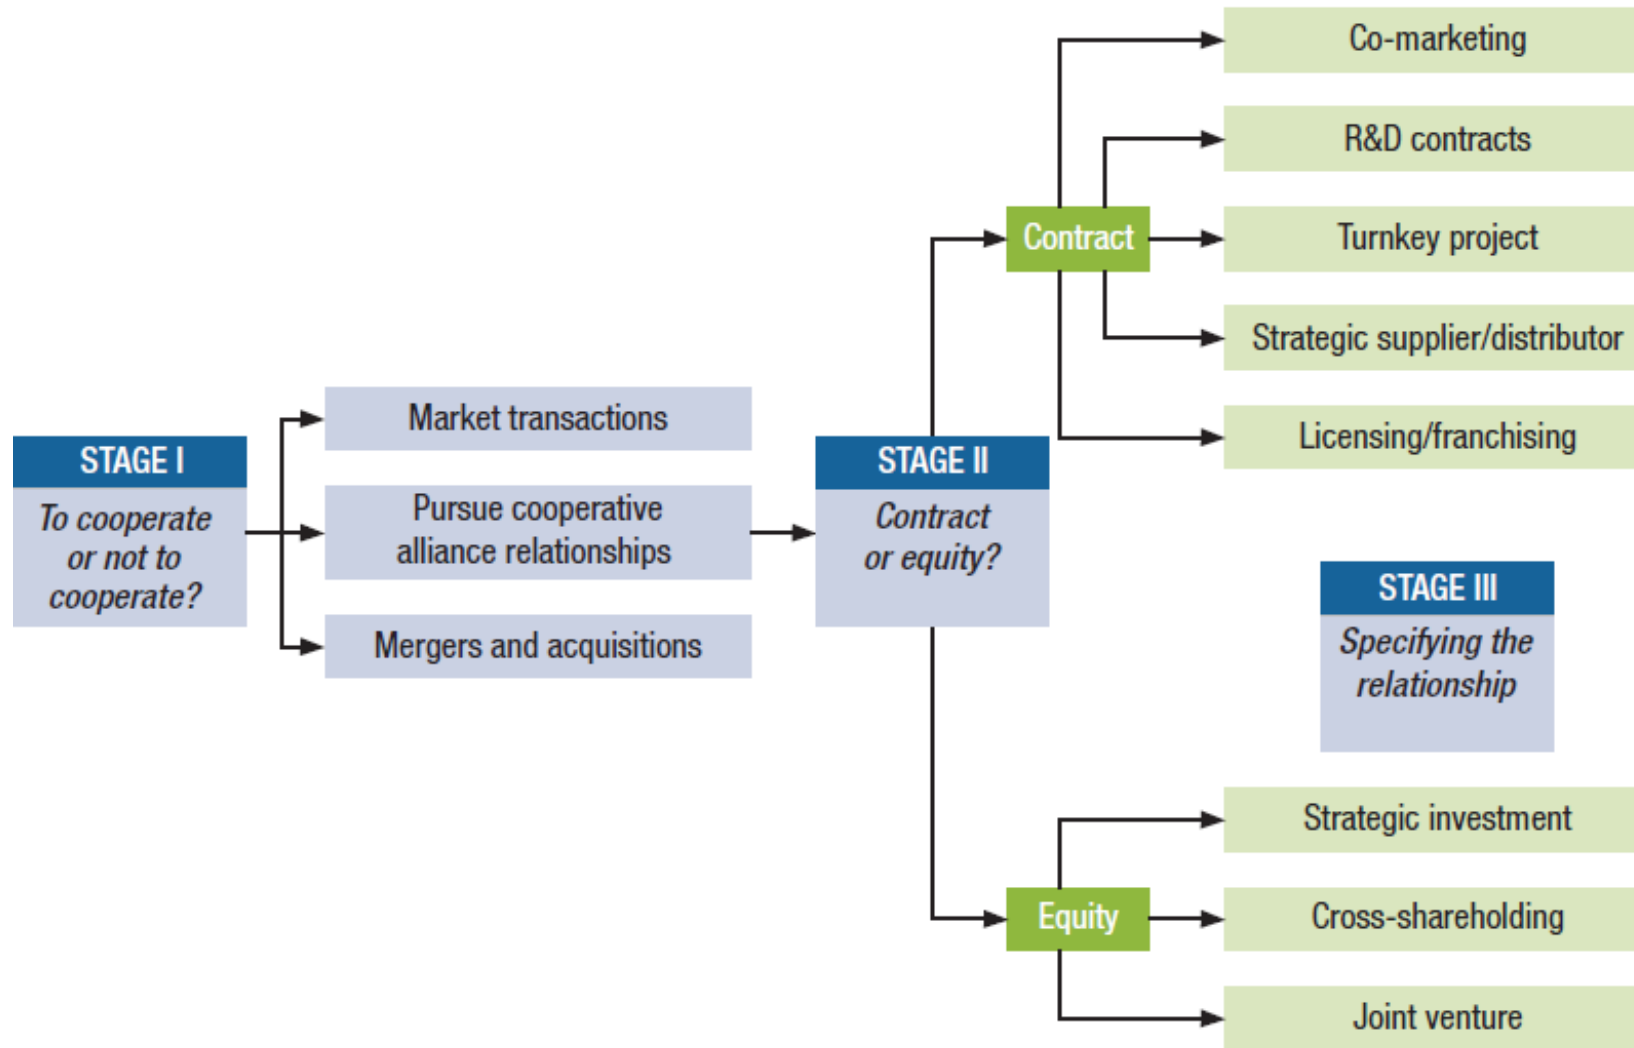 STAGE I
To cooperate
or not to
cooperate?
Market transactions
Pursue cooperative
alliance relationships
Mergers and acquisitions
STAGE II
Contract
or equity?
Contract
Co-marketing
R&D contracts
Turnkey project
Strategic supplier/distributor
Licensing/franchising
STAGE III
Specifying the
relationship
Equity
Strategic investment
Cross-shareholding
Joint venture